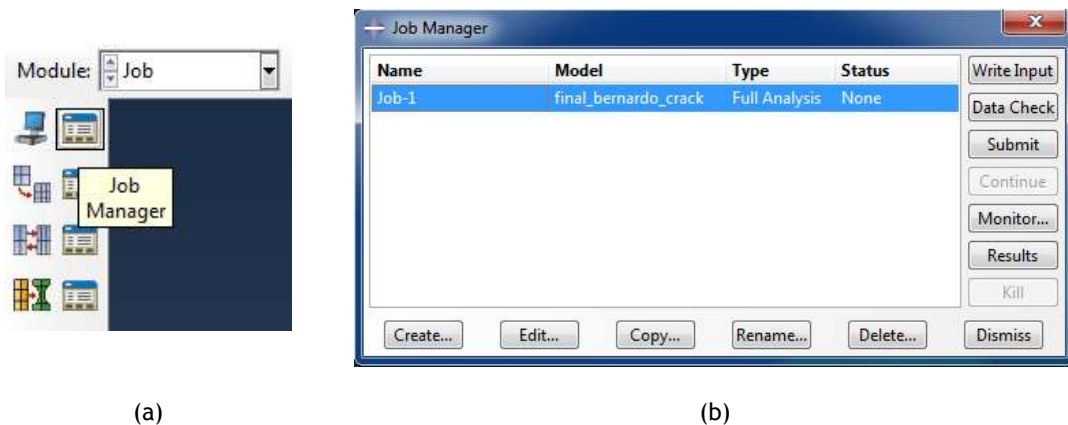 Module: Job
Job
Manager
Job Manager
Name Model Type Status
Job-1 final_bernardo_crack Full Analysis None
Write Input
Data Check
Submit
Continue
Monitor...
Results
Kill
Create... Edit... Copy... Rename... Delete... Dismiss
(a) (b)